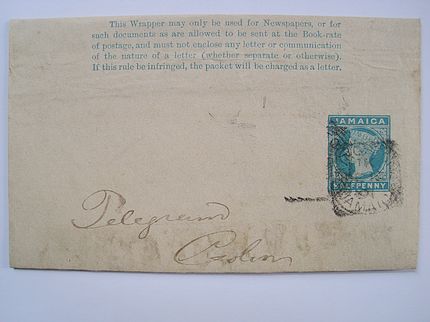 This Wrapper may only be used for Newspapers, or for
such documents as are allowed to be sent at the Book-rate
of postage, and must not enclose any letter or communication
of the nature of a letter (whether separate or otherwise).
If this rule be infringed, the packet will be charged as a letter.
JAMAICA
HALFPENNY
Telegram
Colon